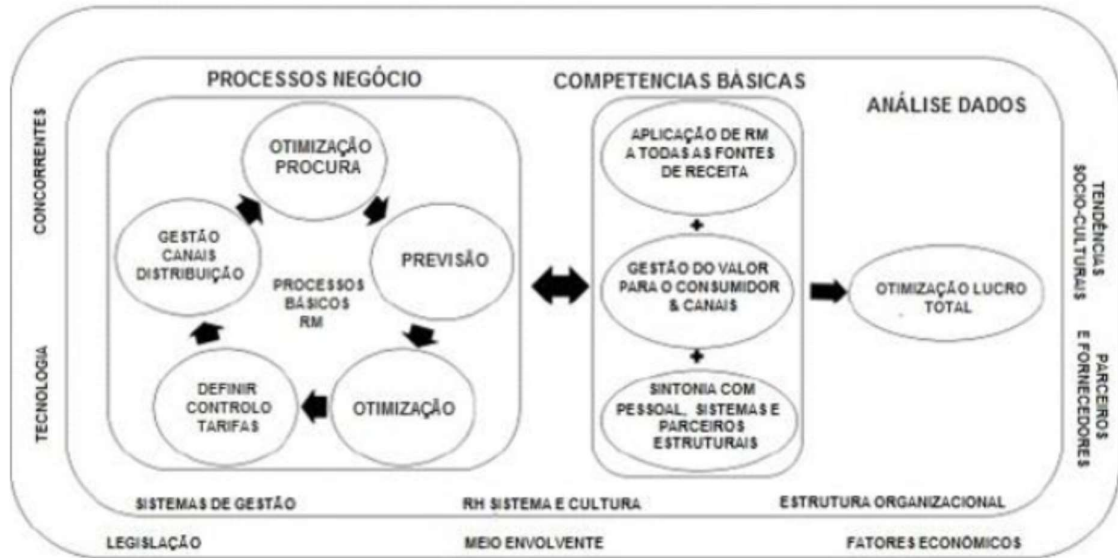 PROCESSOS NEGÓCIO
COMPETENCIAS BÁSICAS
ANÁLISE DADOS
CONCORRENTES
TECNOLOGIA
OTIMIZAÇÃO
PROCURA
PREVISÃO
OTIMIZAÇÃO
DEFINIR
CONTROLO
TARIFAS
GESTÃO
CANAIS
DISTRIBUIÇÃO
PROCESSOS
BÁSICOS
RM
APLICAÇÃO DE RM
A TODAS AS FONTES
DE RECEITA
+
GESTÃO DO VALOR
PARA O CONSUMIDOR
& CANAIS
+
SINTONIA COM
PESSOAL, SISTEMAS E
PARCEIROS
ESTRUTURAIS
OTIMIZAÇÃO LUCRO
TOTAL
TENDÊNCIAS
SOCIO-CULTURAIS
PARCEIROS
E FORNECEDORES
SISTEMAS DE GESTÃO
RH SISTEMA E CULTURA
ESTRUTURA ORGANIZACIONAL
LEGISLAÇÃO
MEIO ENVOLVENTE
FATORES ECONÓMICOS